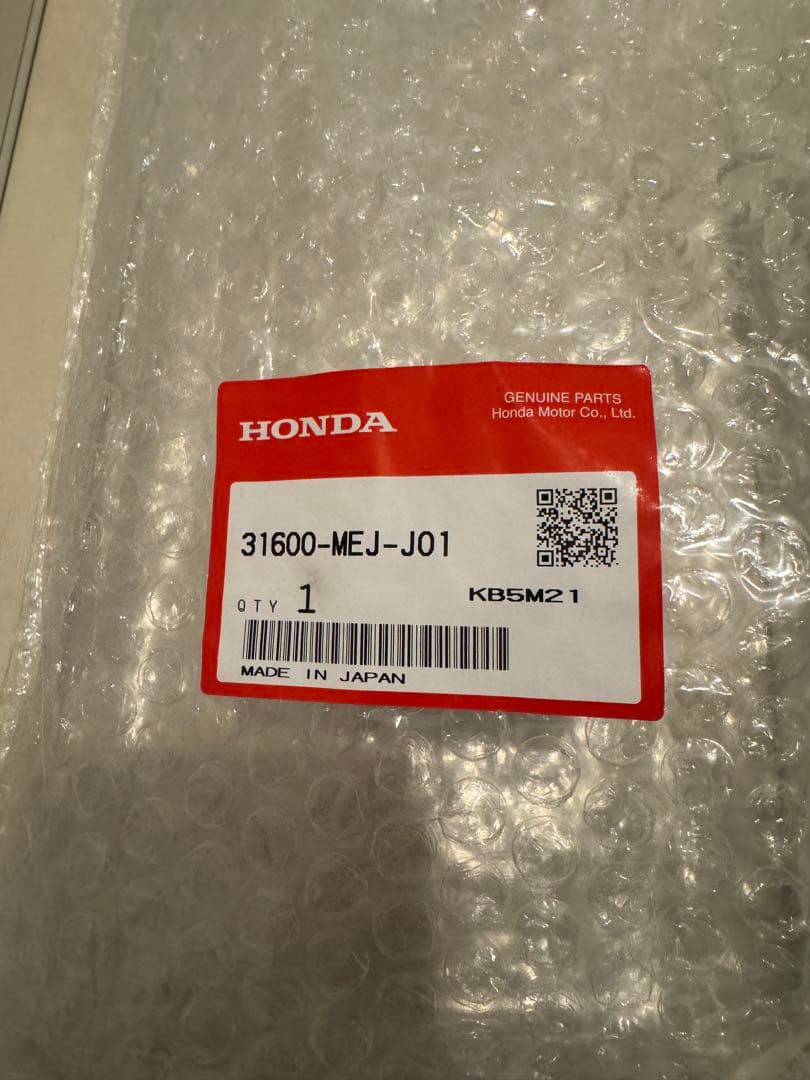 HONDA
GENUINE PARTS
Honda Motor Co., Ltd.
31600-MEJ-J01
QTY 1
KB5M21
MADE IN JAPAN